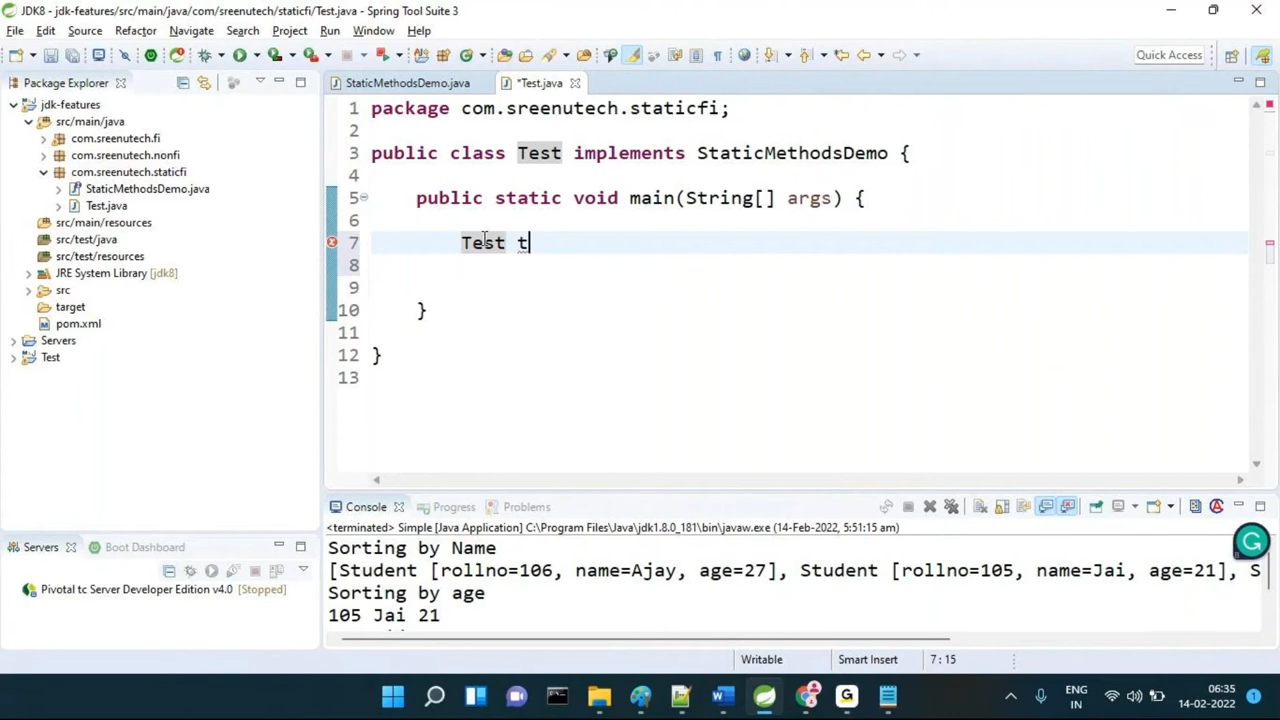 JDK8 - jdk-features/src/main/java/com/sreenutech/staticfi/Test.java - Spring Tool Suite 3
File Edit Source Refactor Navigate Search Project Run Window Help
Quick Access
Package Explorer
StaticMethodsDemo.java
*Test.java
jdk-features
src/main/java
com.sreenutech.fi
com.sreenutech.nonfi
com.sreenutech.staticfi
StaticMethodsDemo.java
Test.java
src/main/resources
src/test/java
src/test/resources
JRE System Library [jdk8]
src
target
pom.xml
Servers
Test
1 package com.sreenutech.staticfi;
2
3 public class Test implements StaticMethodsDemo {
4
5 public static void main(String[] args) {
6
7 Test t
8
9
10 }
11
12 }
13
Servers
Boot Dashboard
Pivotal tc Server Developer Edition v4.0 [Stopped]
Console
Progress
Problems
<terminated> Simple [Java Application] C:\Program Files\Java\jdk1.8.0_181\bin\javaw.exe (14-Feb-2022, 5:51:15 am)
Sorting by Name
[Student [rollno=106, name=Ajay, age=27], Student [rollno=105, name=Jai, age=21], S
Sorting by age
105 Jai 21
Writable
Smart Insert
7 : 15
ENG
IN
06:35
14-02-2022